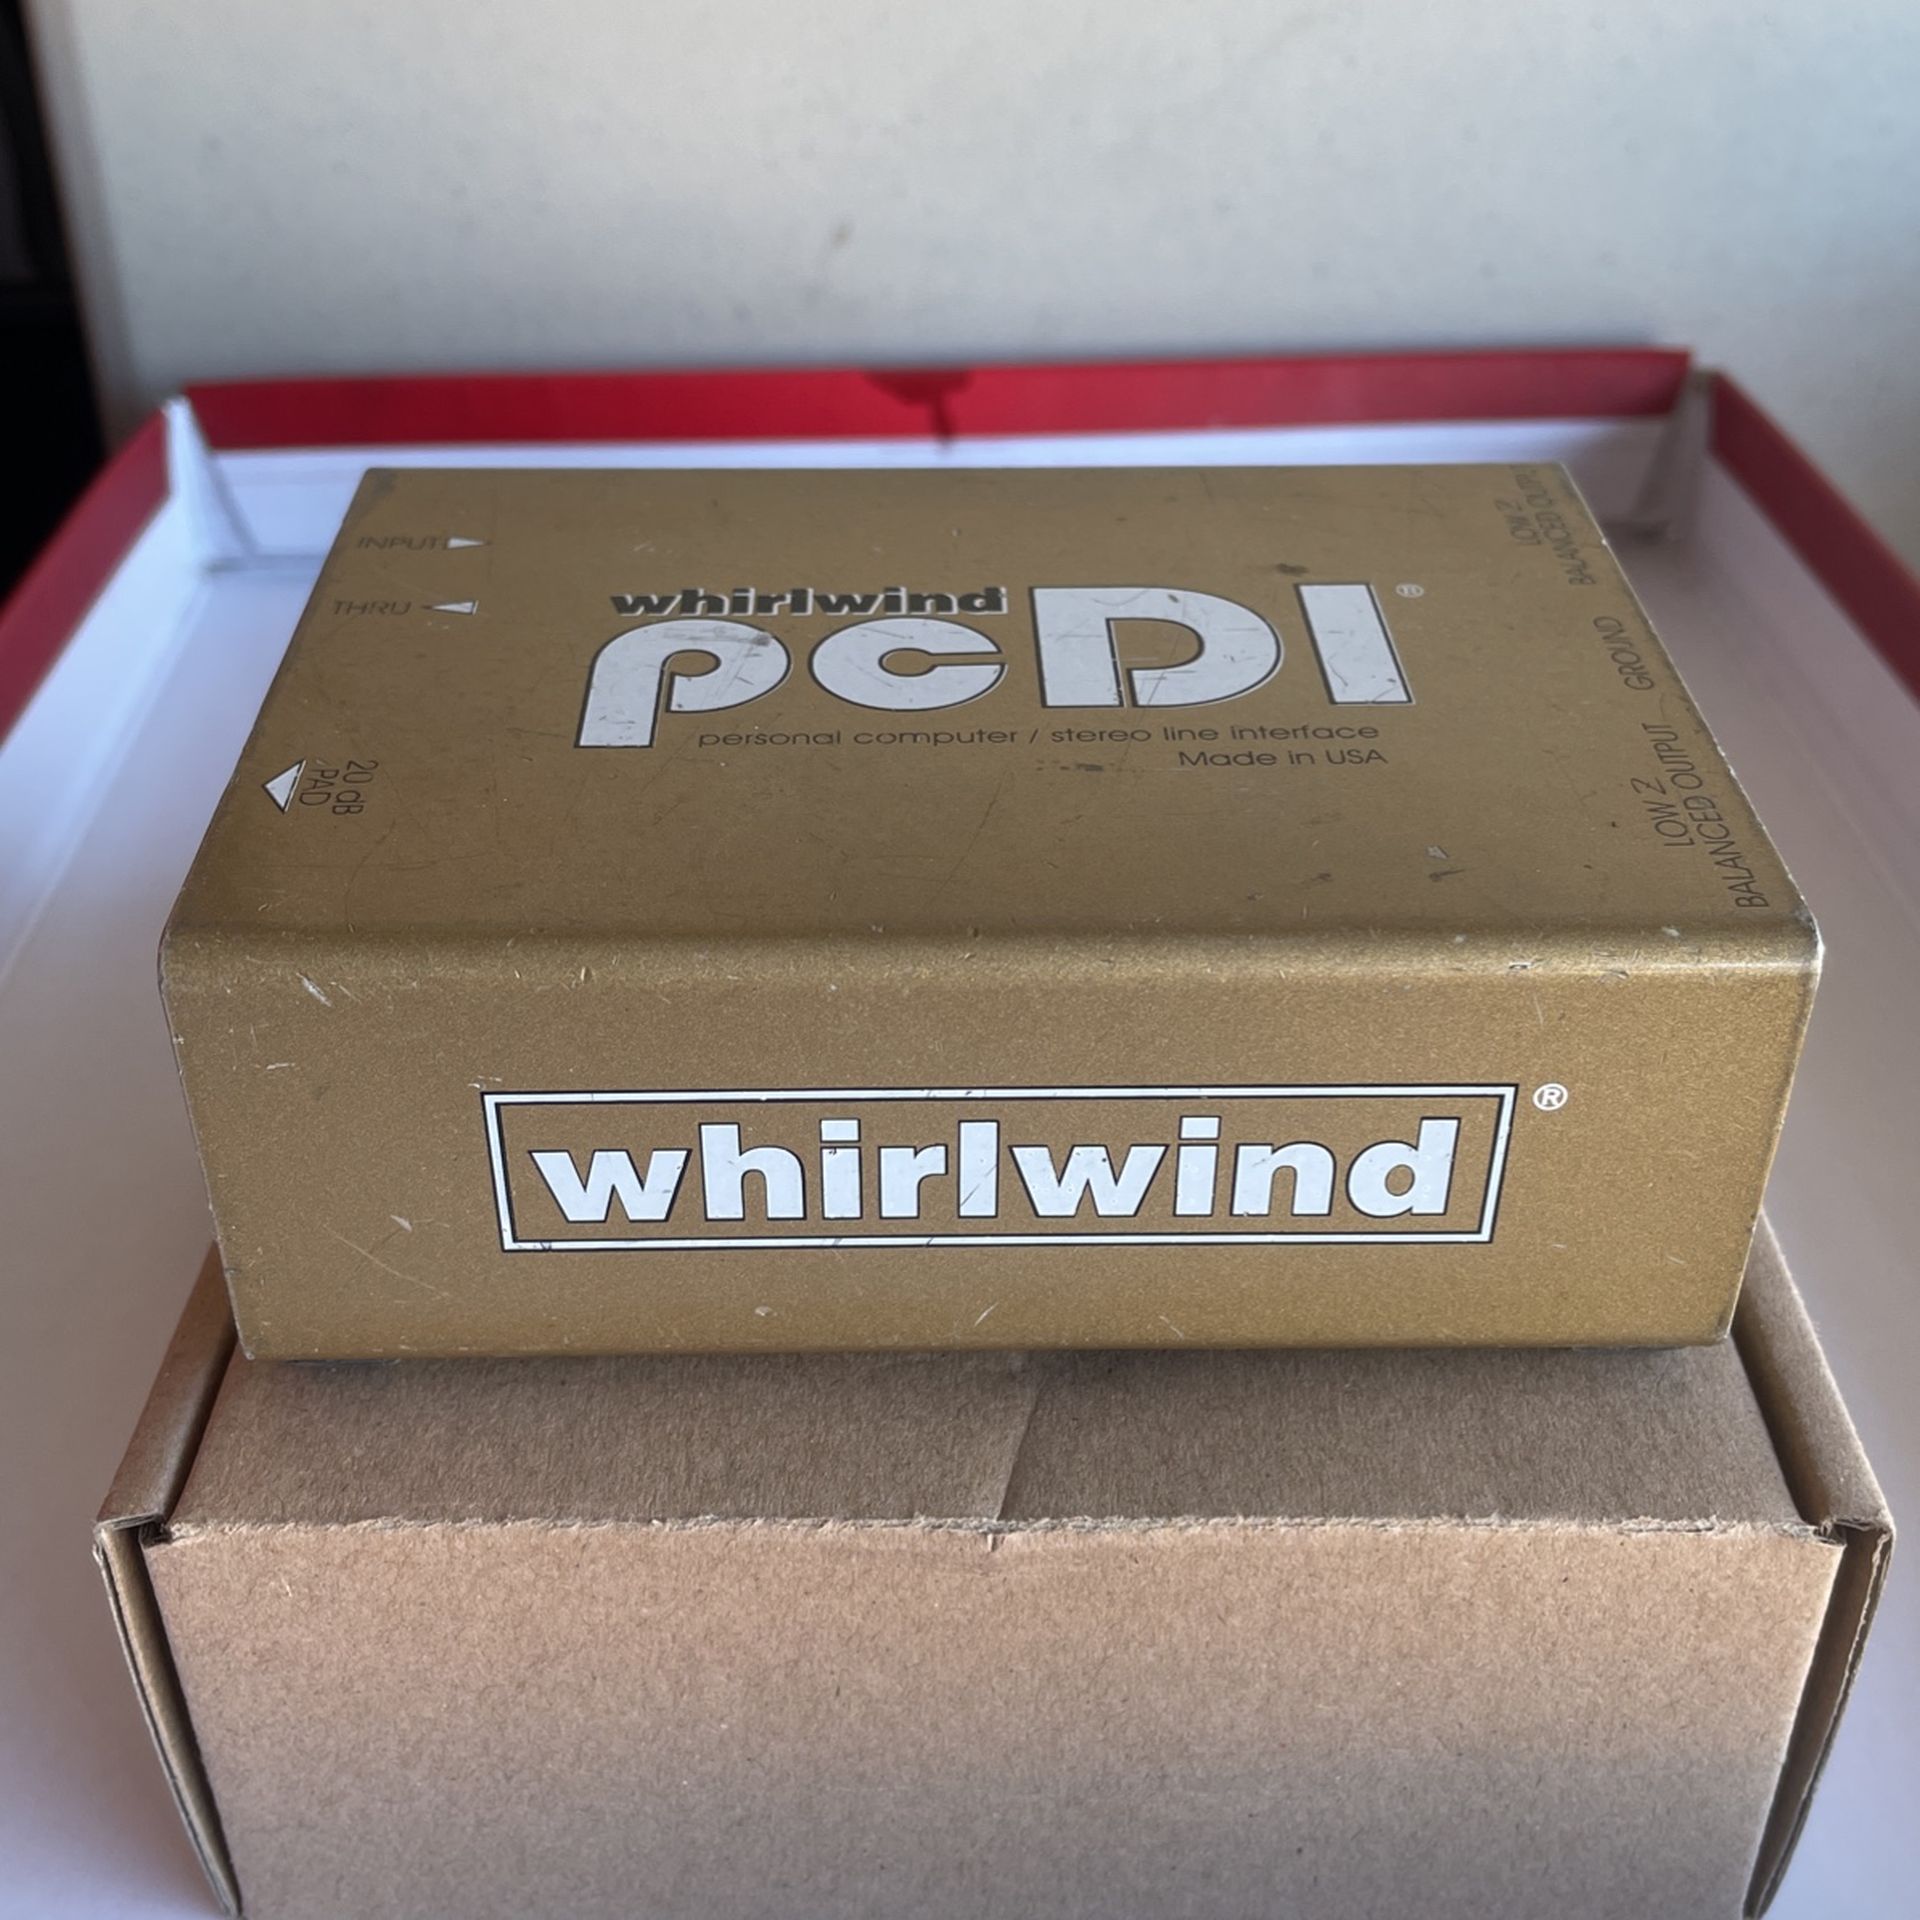 INPUT
THRU
20 dB
PAD
whirlwind
pcDI ®
personal computer / stereo line interface
Made in USA
LOW Z
BALANCED OUTPUT
GROUND
LOW Z
BALANCED OUTPUT
whirlwind ®